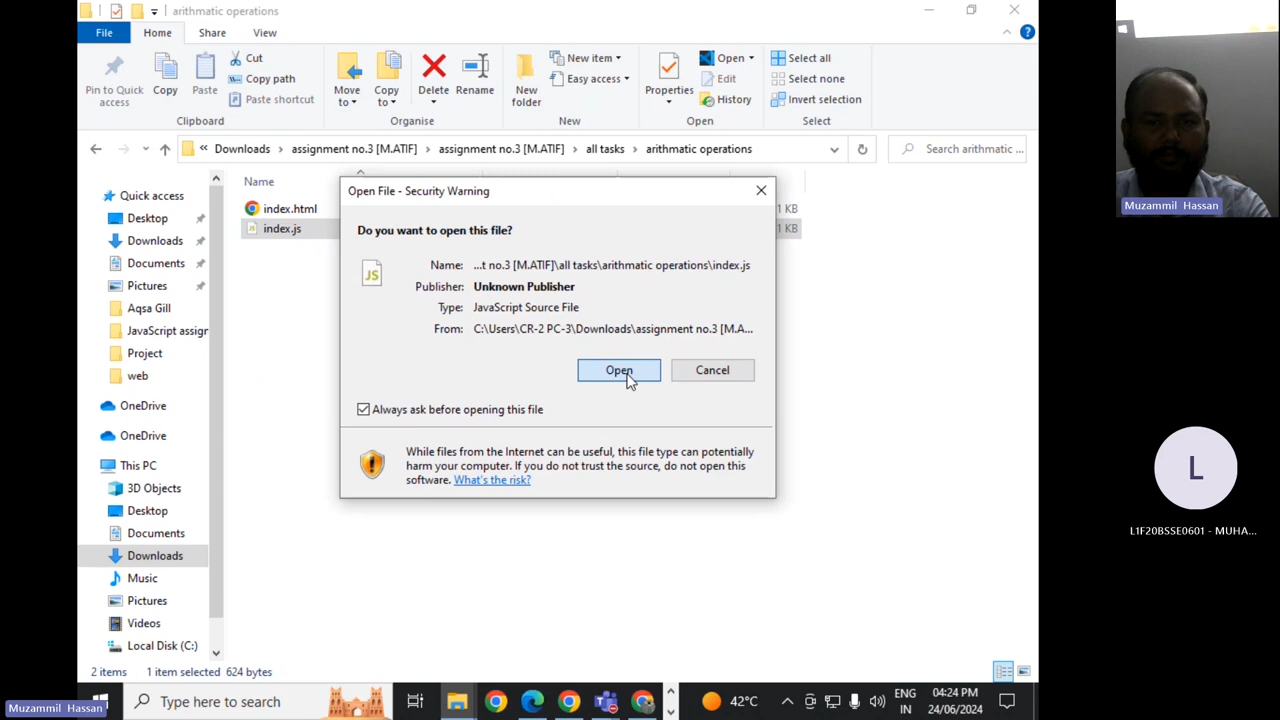 arithmatic operations
File
Home
Share
View
Pin to Quick access
Copy
Paste
Cut
Copy path
Paste shortcut
Clipboard
Move to
Copy to
Delete
Rename
Organise
New folder
New item
Easy access
New
Properties
Open
Edit
History
Open
Select all
Select none
Invert selection
Select
« Downloads > assignment no.3 [M.ATIF] > assignment no.3 [M.ATIF] > all tasks > arithmatic operations
Search arithmatic ...
Quick access
Desktop
Downloads
Documents
Pictures
Aqsa Gill
JavaScript assigr
Project
web
OneDrive
OneDrive
This PC
3D Objects
Desktop
Documents
Downloads
Music
Pictures
Videos
Local Disk (C:)
Name
index.html
1 KB
index.js
1 KB
Open File - Security Warning
Do you want to open this file?
JS
Name: ...t no.3 [M.ATIF]\all tasks\arithmatic operations\index.js
Publisher: Unknown Publisher
Type: JavaScript Source File
From: C:\Users\CR-2 PC-3\Downloads\assignment no.3 [M.A...
Open
Cancel
Always ask before opening this file
While files from the Internet can be useful, this file type can potentially
harm your computer. If you do not trust the source, do not open this
software. What's the risk?
2 items
1 item selected 624 bytes
Type here to search
42°C
ENG
IN
04:24 PM
24/06/2024
Muzammil Hassan
Muzammil Hassan
L
L1F20BSSE0601 - MUHA...